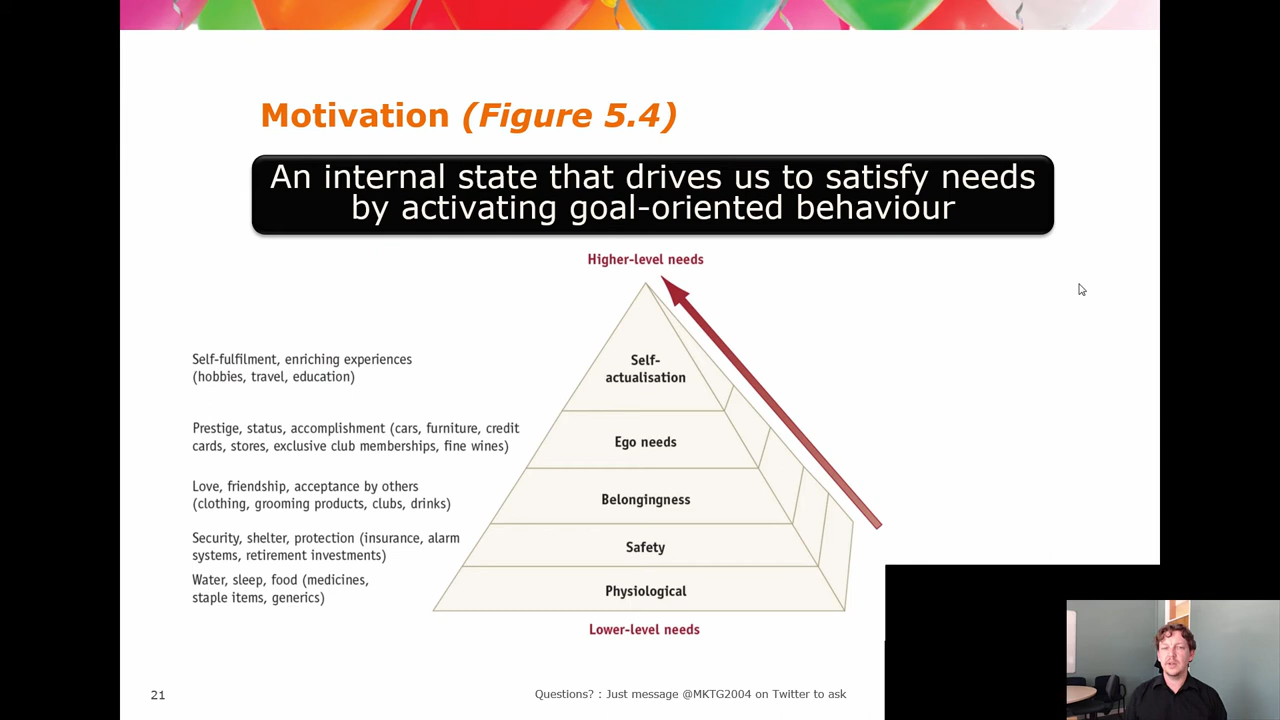 Motivation (Figure 5.4)
An internal state that drives us to satisfy needs
by activating goal-oriented behaviour
Higher-level needs
Self-fulfilment, enriching experiences
(hobbies, travel, education)
Self-
actualisation
Prestige, status, accomplishment (cars, furniture, credit
cards, stores, exclusive club memberships, fine wines)
Ego needs
Love, friendship, acceptance by others
(clothing, grooming products, clubs, drinks)
Belongingness
Security, shelter, protection (insurance, alarm
systems, retirement investments)
Safety
Water, sleep, food (medicines,
staple items, generics)
Physiological
Lower-level needs
21
Questions? : Just message @MKTG2004 on Twitter to ask